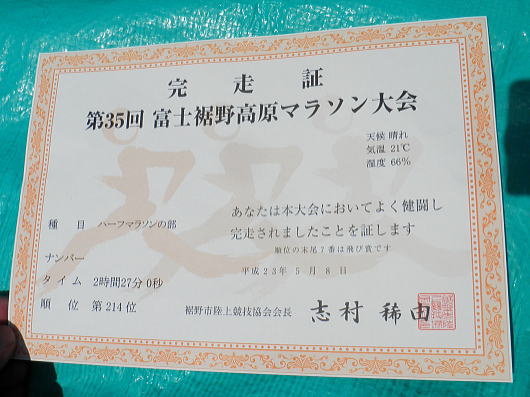 完走証
第35回 富士裾野高原マラソン大会
天候 晴れ
気温 21℃
湿度 66%
あなたは本大会においてよく健闘し
種目 ハーフマラソンの部
完走されましたことを証します
順位の末尾7番は飛び賞です
ナンバー
平成23年5月8日
タイム 2時間27分0秒
順位 第214位
裾野市陸上競技協会会長 志村 稀由